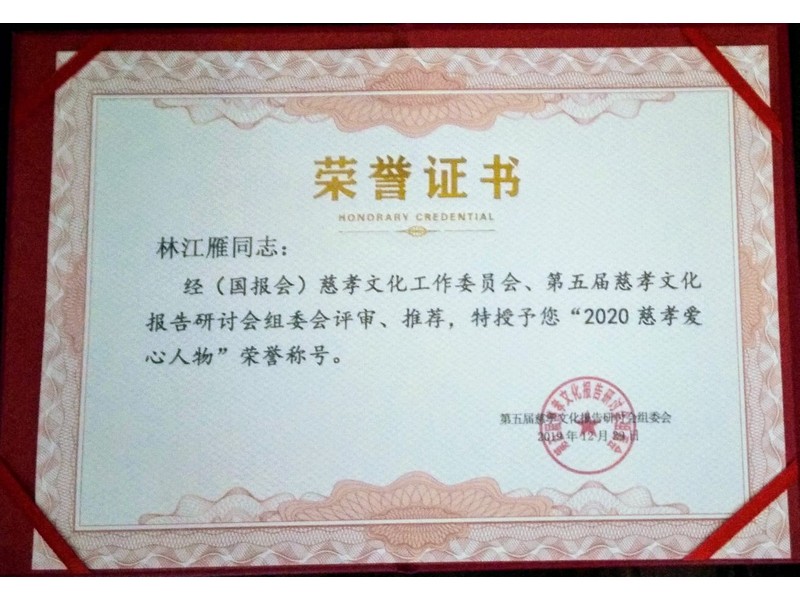 荣誉证书
HONORARY CREDENTIAL
林江雁同志：
经（国报会）慈孝文化工作委员会、第五届慈孝文化
报告研讨会组委会评审、推荐，特授予您“2020慈孝爱
心人物”荣誉称号。
第五届慈孝文化报告研讨会组委会
2019年12月29日